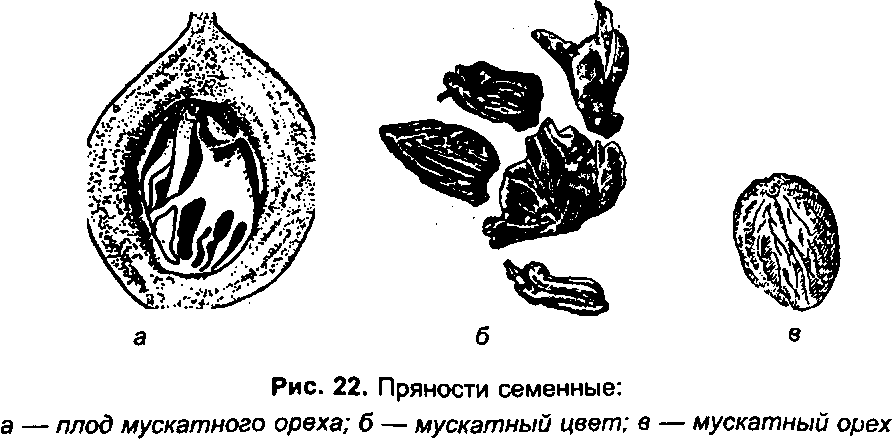 а б в
Рис. 22. Пряности семенные:
а — плод мускатного ореха; б — мускатный цвет; в — мускатный орех